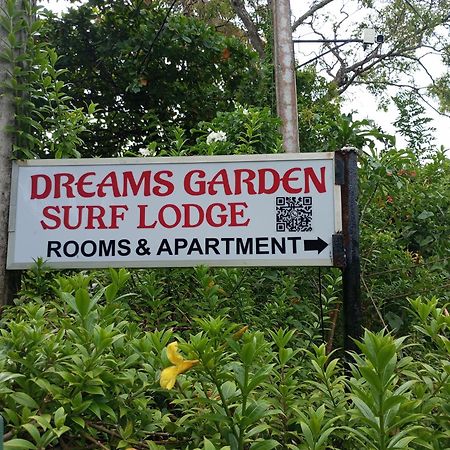 DREAMS GARDEN
SURF LODGE
ROOMS & APARTMENT